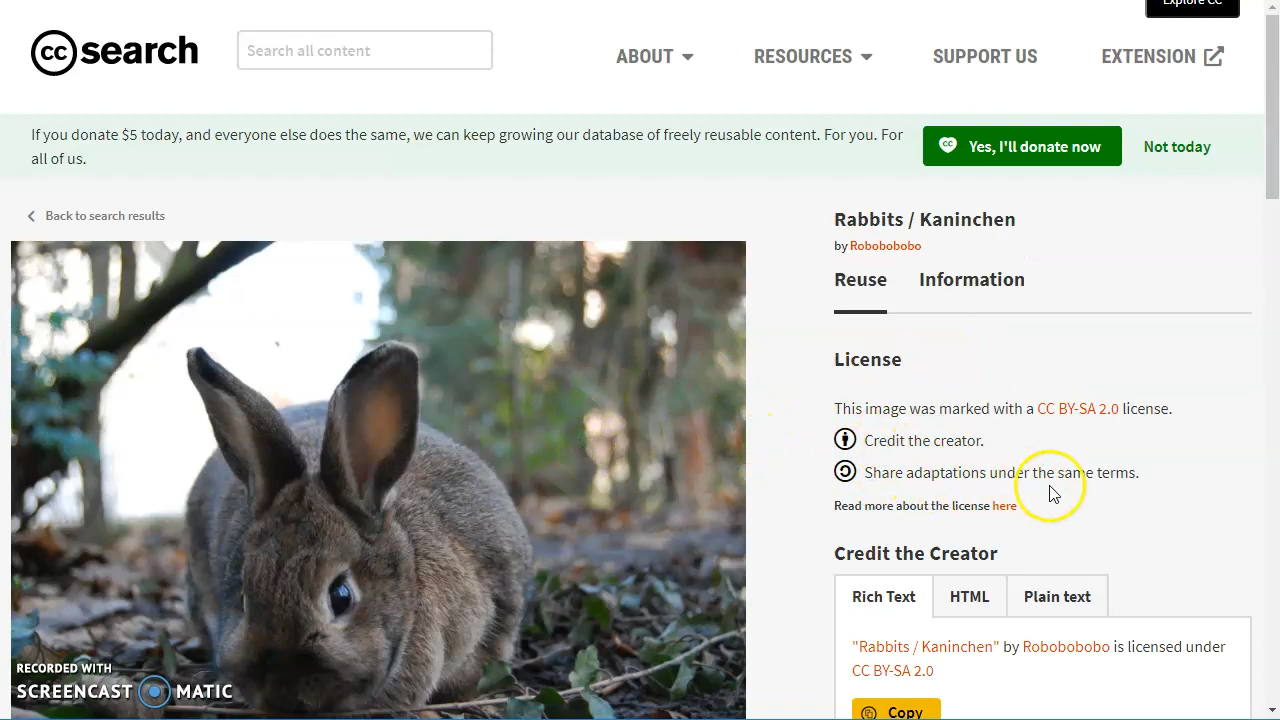 Explore CC
cc search
Search all content
ABOUT
RESOURCES
SUPPORT US
EXTENSION
If you donate $5 today, and everyone else does the same, we can keep growing our database of freely reusable content. For you. For
all of us.
cc
Yes, I'll donate now
Not today
Back to search results
Rabbits / Kaninchen
by Robobobobo
Reuse
Information
License
This image was marked with a CC BY-SA 2.0 license.
Credit the creator.
Share adaptations under the same terms.
Read more about the license here
Credit the Creator
Rich Text
HTML
Plain text
"Rabbits / Kaninchen" by Robobobobo is licensed under
CC BY-SA 2.0
Copy
RECORDED WITH
SCREENCAST MATIC